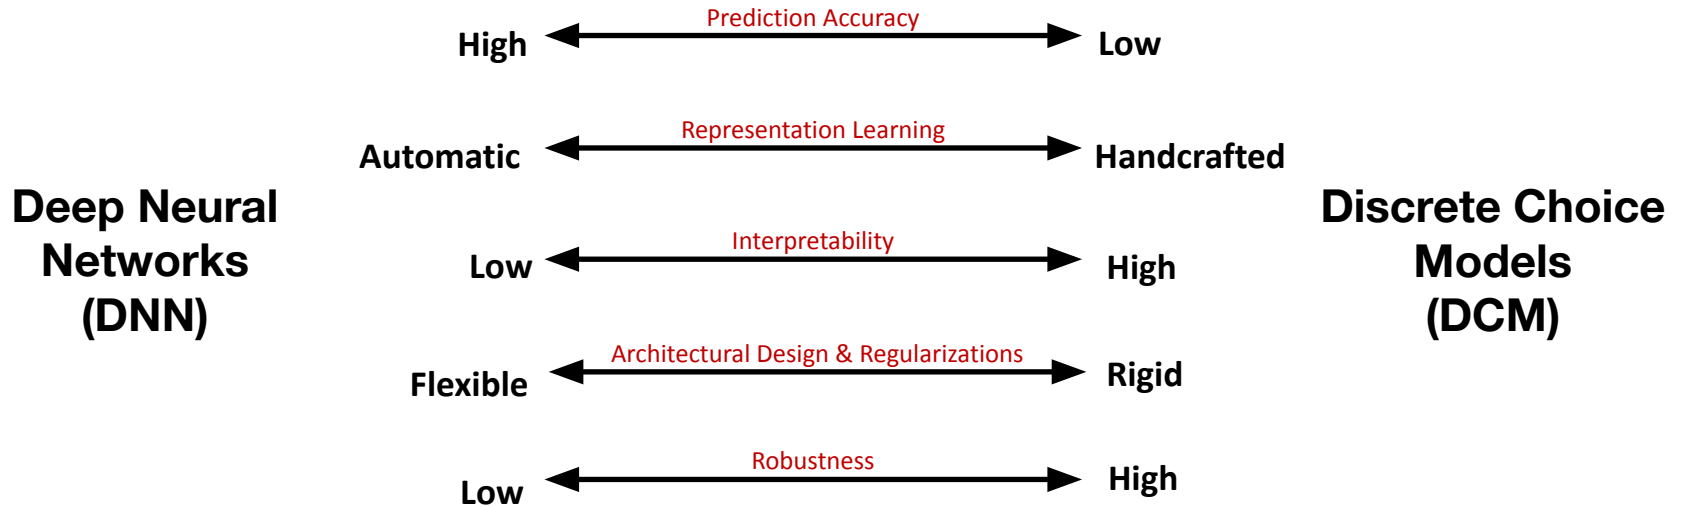 Prediction Accuracy
High
Low
Representation Learning
Automatic
Handcrafted
Deep Neural
Networks
(DNN)
Interpretability
Low
High
Discrete Choice
Models
(DCM)
Architectural Design & Regularizations
Flexible
Rigid
Robustness
Low
High